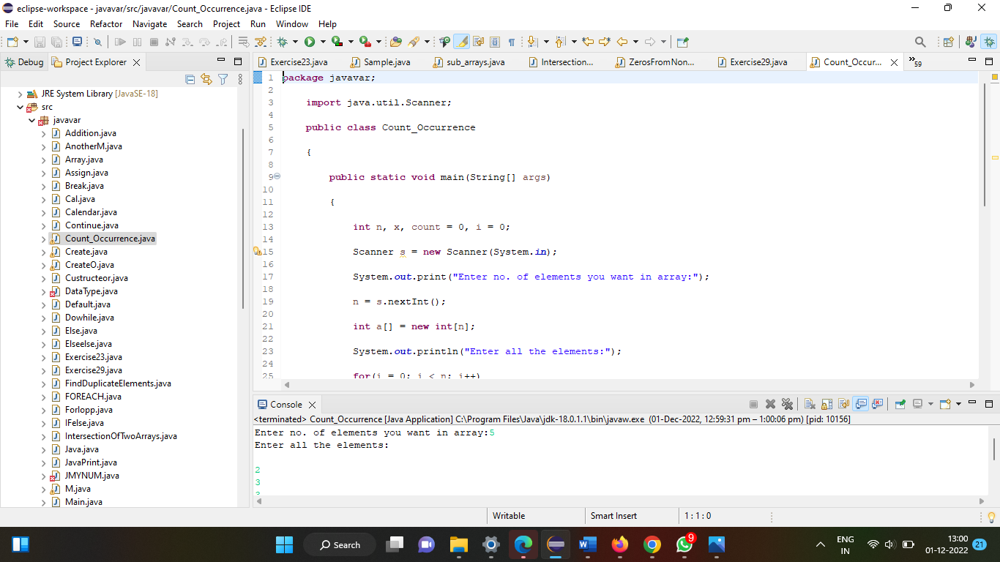 eclipse-workspace - javavar/src/javavar/Count_Occurrence.java - Eclipse IDE
File Edit Source Refactor Navigate Search Project Run Window Help
Debug Project Explorer
JRE System Library [JavaSE-18]
src
javavar
Addition.java
AnotherM.java
Array.java
Assign.java
Break.java
Cal.java
Calendar.java
Continue.java
Count_Occurrence.java
Create.java
CreateO.java
Custructeor.java
DataType.java
Default.java
Dowhile.java
Else.java
Elseelse.java
Exercise23.java
Exercise29.java
FindDuplicateElements.java
FOREACH.java
Forlopp.java
IFelse.java
IntersectionOfTwoArrays.java
Java.java
JavaPrint.java
JMYNUM.java
M.java
Main.java
Exercise23.java Sample.java sub_arrays.java Intersection... ZerosFromNon... Exercise29.java Count_Occur... 59
1 package javavar;
2
3 import java.util.Scanner;
4
5 public class Count_Occurrence
6
7 {
8
9 public static void main(String[] args)
10
11 {
12
13 int n, x, count = 0, i = 0;
14
15 Scanner s = new Scanner(System.in);
16
17 System.out.print("Enter no. of elements you want in array:");
18
19 n = s.nextInt();
20
21 int a[] = new int[n];
22
23 System.out.println("Enter all the elements:");
24
25 for(i = 0; i < n; i++)
Console
<terminated> Count_Occurrence [Java Application] C:\Program Files\Java\jdk-18.0.1.1\bin\javaw.exe (01-Dec-2022, 12:59:31 pm – 1:00:06 pm) [pid: 10156]
Enter no. of elements you want in array:5
Enter all the elements:
2
3
Writable Smart Insert 1 : 1 : 0
Search
9
ENG
IN
13:00
01-12-2022
21